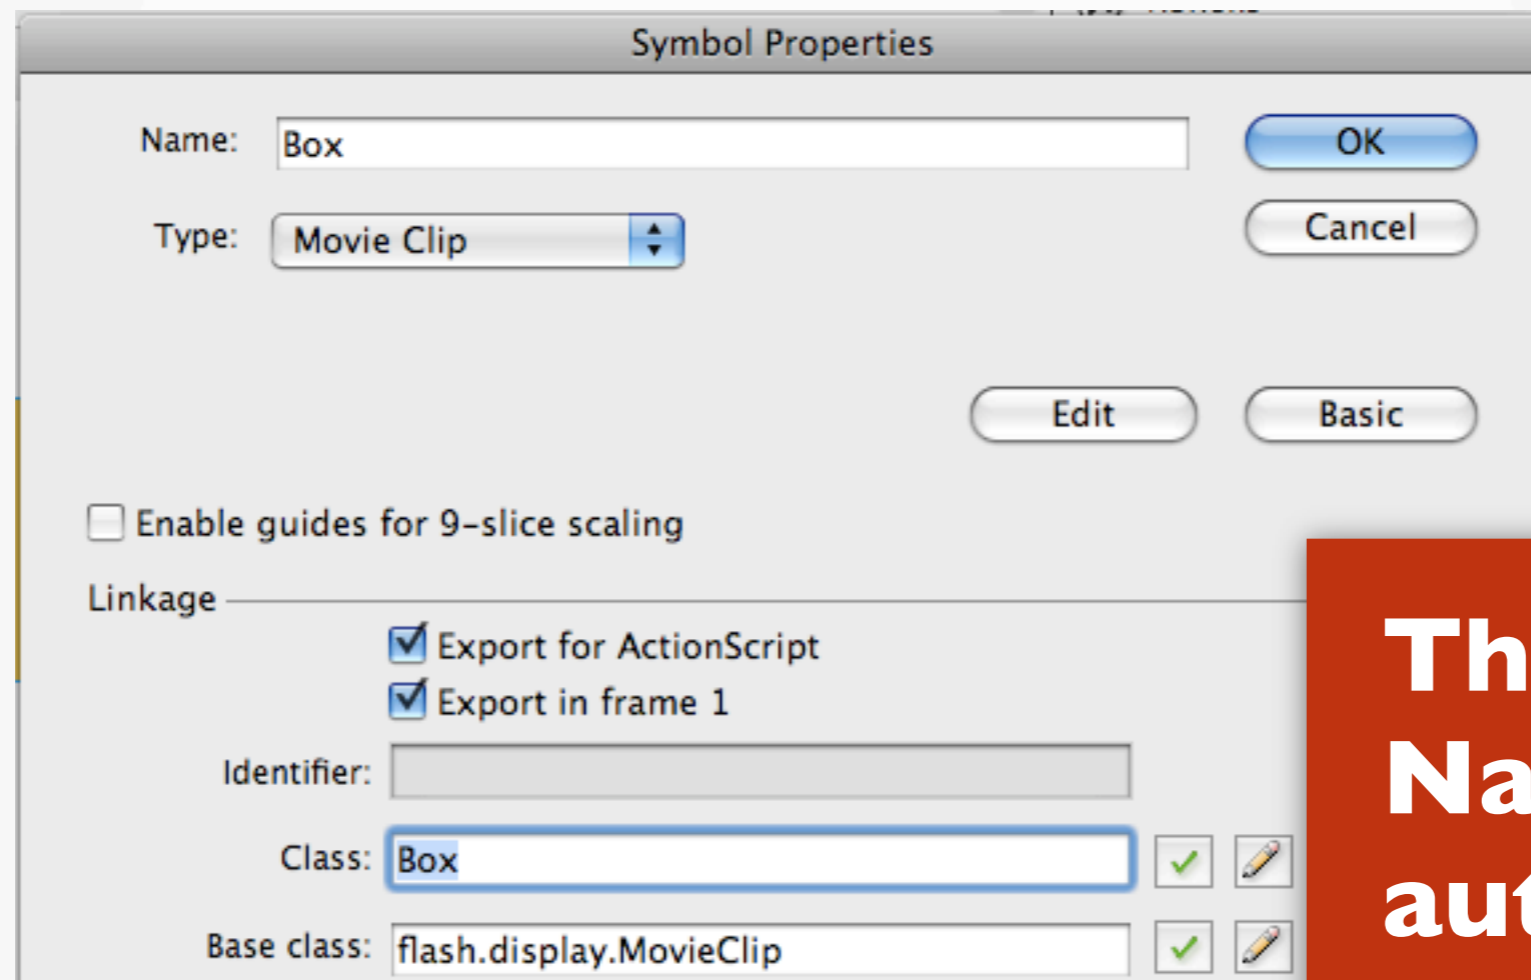 Symbol Properties
Name: Box
OK
Type: Movie Clip
Cancel
Edit
Basic
Enable guides for 9-slice scaling
Linkage
Export for ActionScript
Export in frame 1
Identifier:
Class: Box
Base class: flash.display.MovieClip